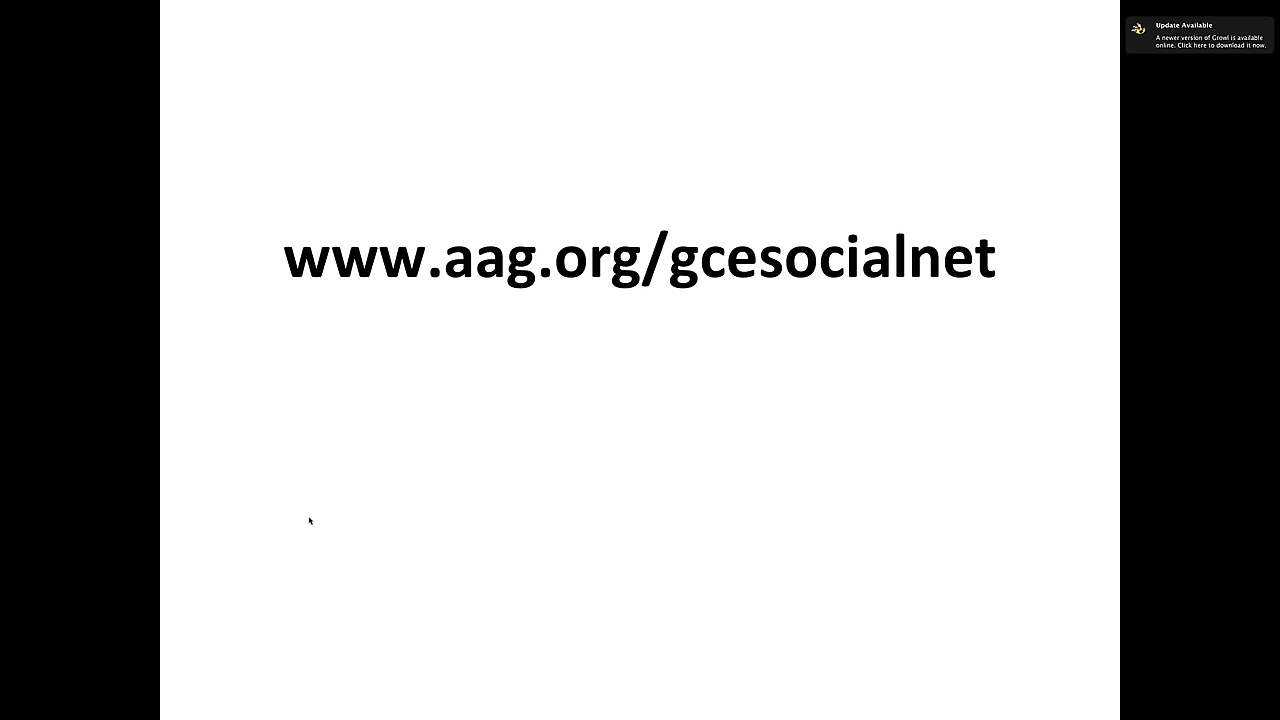 www.aag.org/gcesocialnet
Update Available
A newer version of Growl is available
online. Click here to download it now.